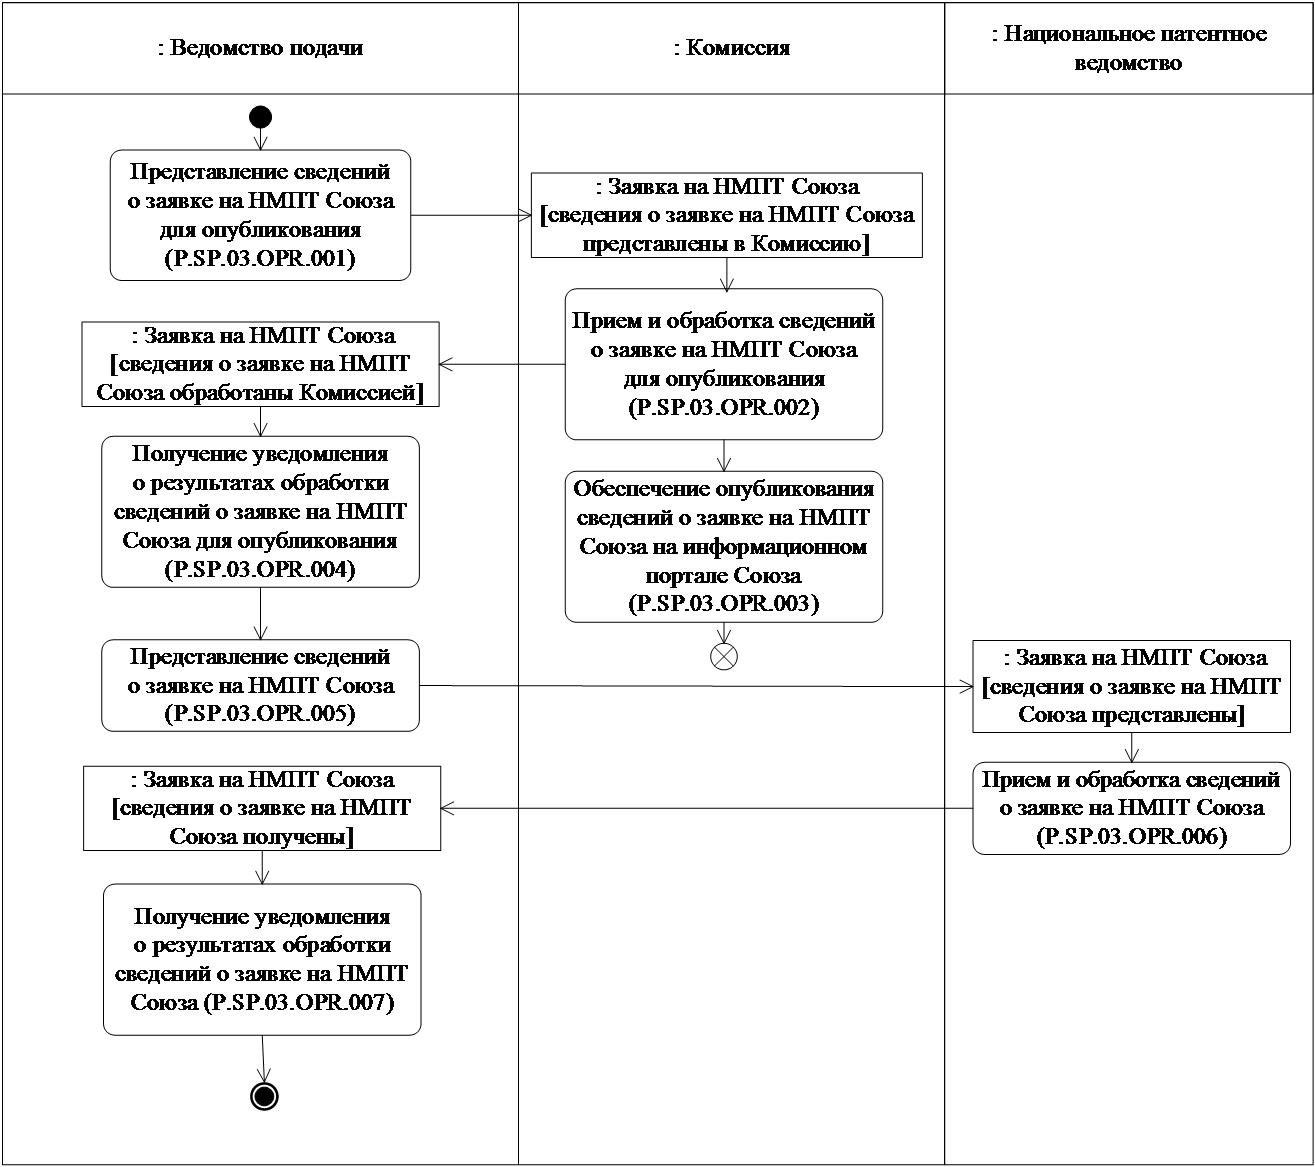 : Ведомство подачи
: Комиссия
: Национальное патентное
ведомство
Представление сведений
о заявке на НМПТ Союза
для опубликования
(P.SP.03.OPR.001)
: Заявка на НМПТ Союза
[сведения о заявке на НМПТ Союза
представлены в Комиссию]
Прием и обработка сведений
о заявке на НМПТ Союза
для опубликования
(P.SP.03.OPR.002)
: Заявка на НМПТ Союза
[сведения о заявке на НМПТ
Союза обработаны Комиссией]
Получение уведомления
о результатах обработки
сведений о заявке на НМПТ
Союза для опубликования
(P.SP.03.OPR.004)
Обеспечение опубликования
сведений о заявке на НМПТ
Союза на информационном
портале Союза
(P.SP.03.OPR.003)
Представление сведений
о заявке на НМПТ Союза
(P.SP.03.OPR.005)
: Заявка на НМПТ Союза
[сведения о заявке на НМПТ
Союза представлены]
Прием и обработка сведений
о заявке на НМПТ Союза
(P.SP.03.OPR.006)
: Заявка на НМПТ Союза
[сведения о заявке на НМПТ
Союза получены]
Получение уведомления
о результатах обработки
сведений о заявке на НМПТ
Союза (P.SP.03.OPR.007)